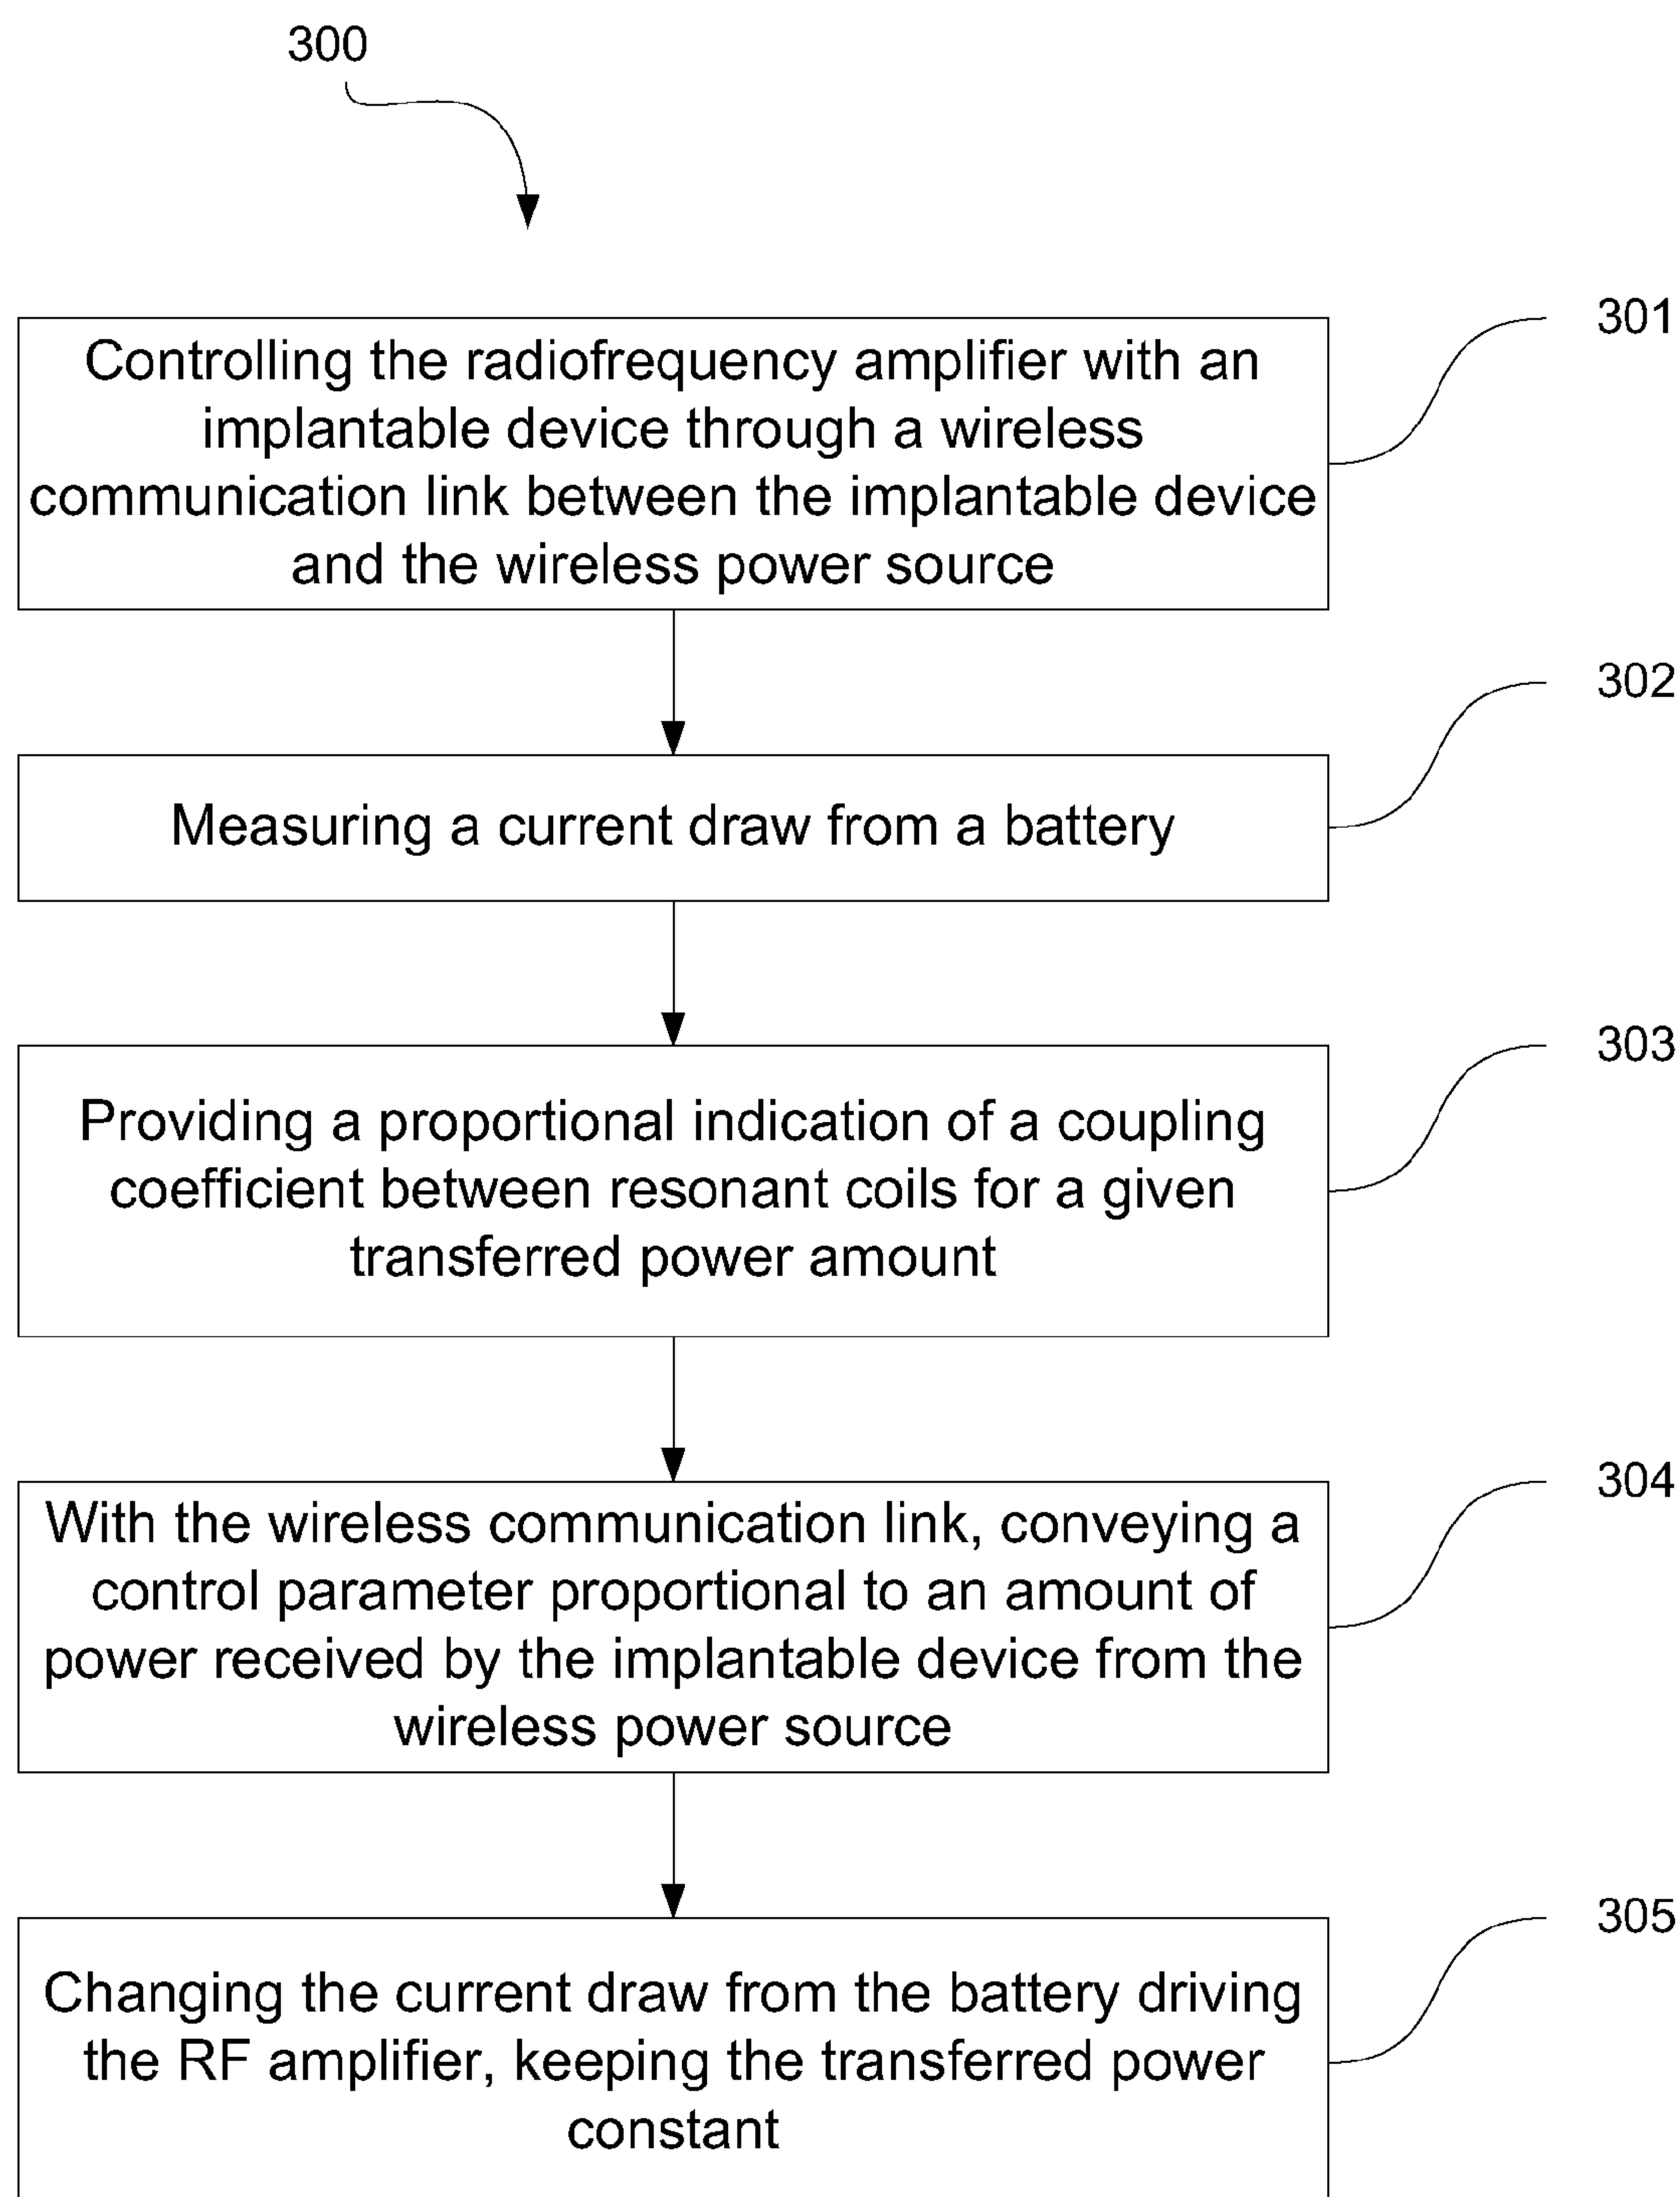 300
301
Controlling the radiofrequency amplifier with an
implantable device through a wireless
communication link between the implantable device
and the wireless power source
302
Measuring a current draw from a battery
303
Providing a proportional indication of a coupling
coefficient between resonant coils for a given
transferred power amount
304
With the wireless communication link, conveying a
control parameter proportional to an amount of
power received by the implantable device from the
wireless power source
305
Changing the current draw from the battery driving
the RF amplifier, keeping the transferred power
constant